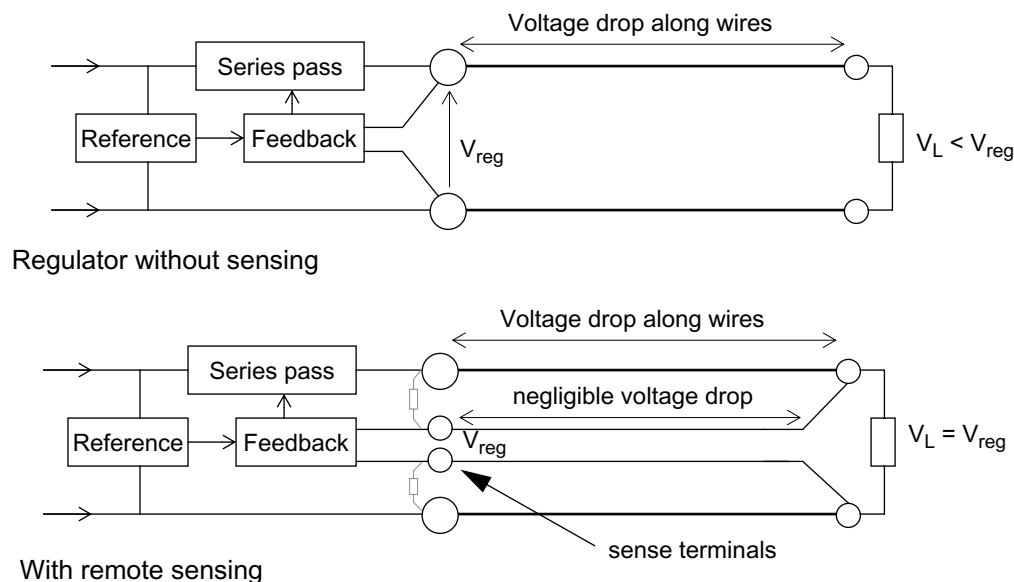 Voltage drop along wires
Series pass
Reference
Feedback
V_reg
V_L < V_reg
Regulator without sensing
Voltage drop along wires
Series pass
negligible voltage drop
Reference
Feedback
V_reg
V_L = V_reg
sense terminals
With remote sensing